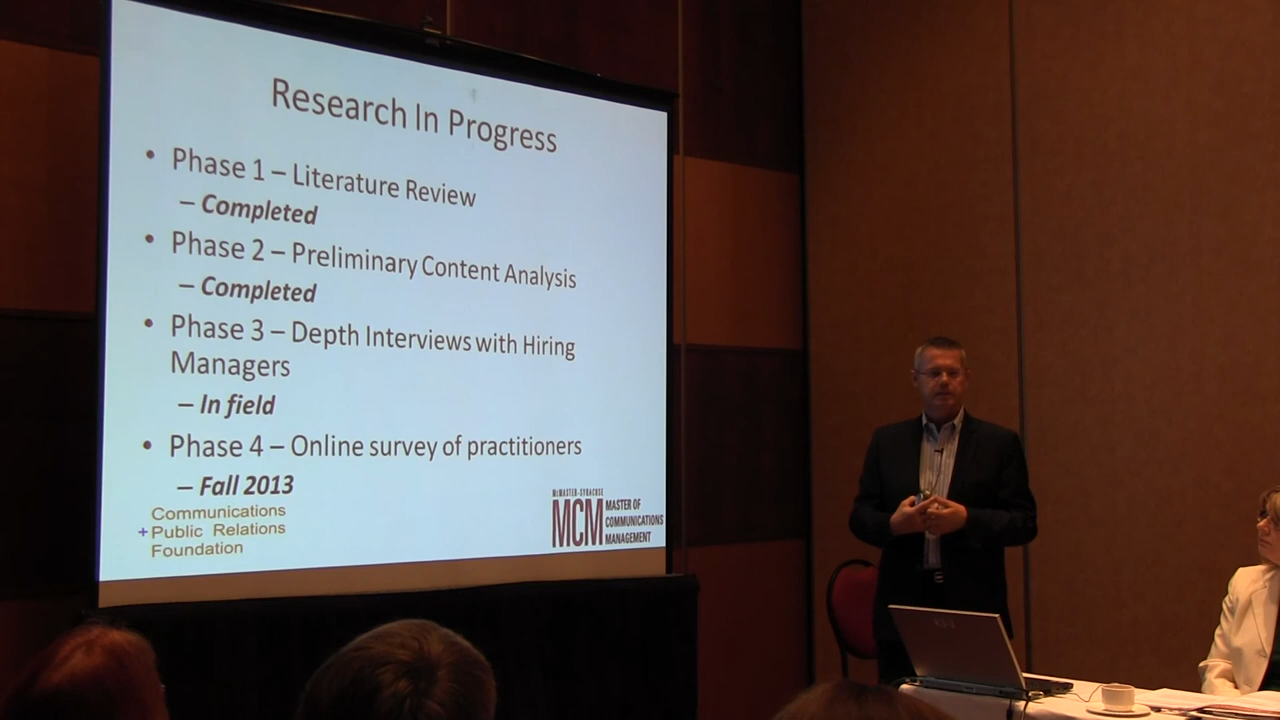 Research In Progress
• Phase 1 – Literature Review
– Completed
• Phase 2 – Preliminary Content Analysis
– Completed
• Phase 3 – Depth Interviews with Hiring
Managers
– In field
• Phase 4 – Online survey of practitioners
– Fall 2013
Communications
+Public Relations
Foundation
McMASTER-SYRACUSE
MCM MASTER OF
COMMUNICATIONS
MANAGEMENT